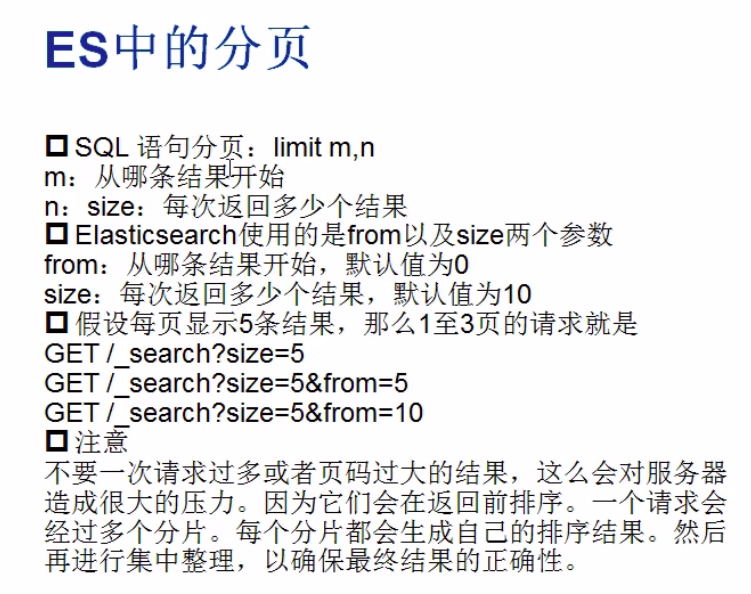 ES中的分页
SQL 语句分页：limit m,n
m：从哪条结果开始
n：size：每次返回多少个结果
Elasticsearch使用的是from以及size两个参数
from：从哪条结果开始，默认值为0
size：每次返回多少个结果，默认值为10
假设每页显示5条结果，那么1至3页的请求就是
GET /_search?size=5
GET /_search?size=5&from=5
GET /_search?size=5&from=10
注意
不要一次请求过多或者页码过大的结果，这么会对服务器
造成很大的压力。因为它们会在返回前排序。一个请求会
经过多个分片。每个分片都会生成自己的排序结果。然后
再进行集中整理，以确保最终结果的正确性。